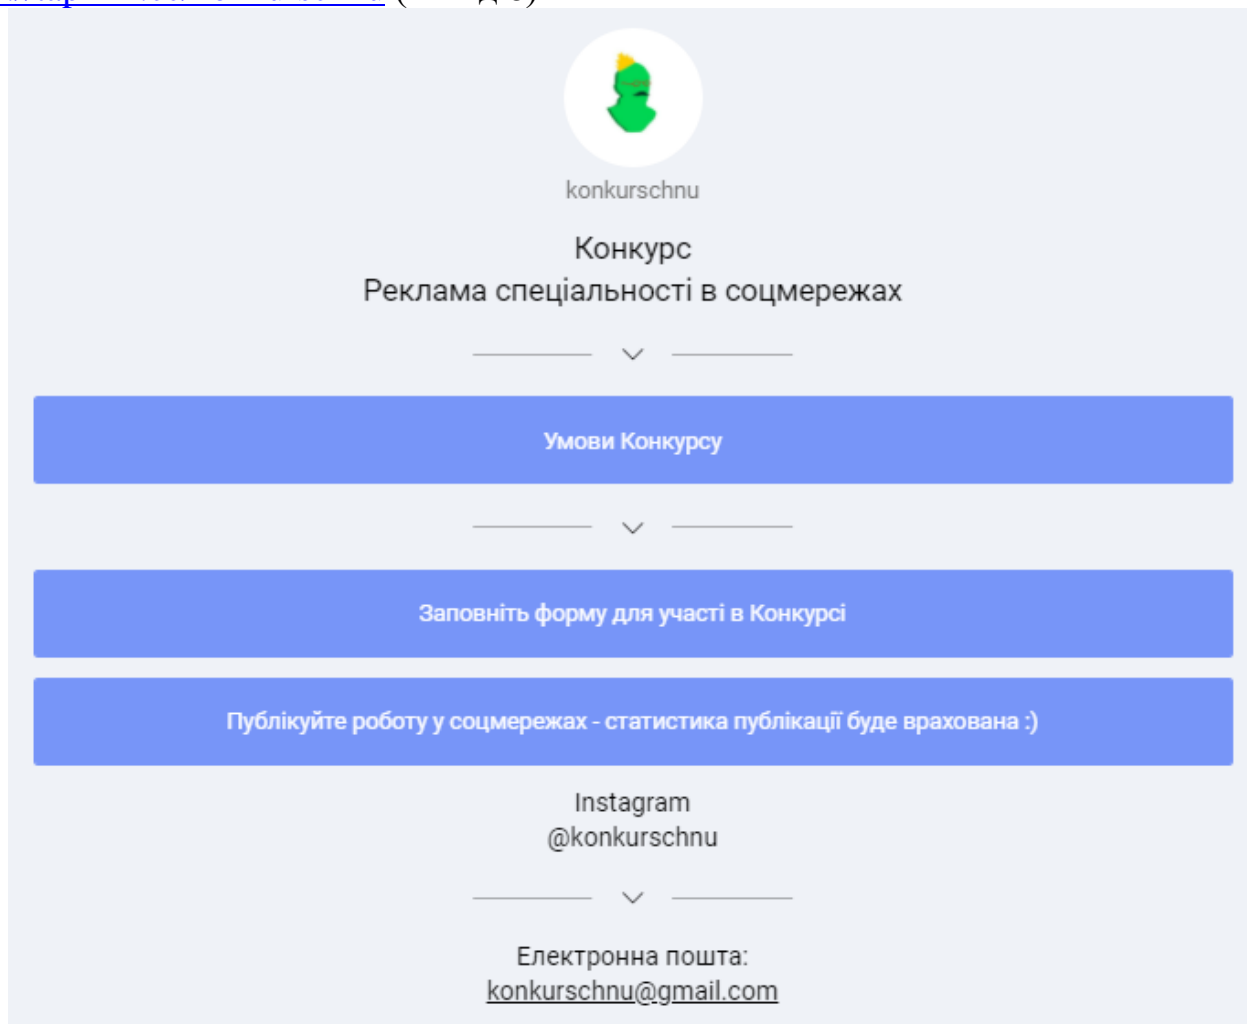 konkurschnu
Конкурс
Реклама спеціальності в соцмережах
Умови Конкурсу
Заповніть форму для участі в Конкурсі
Публікуйте роботу у соцмережах - статистика публікації буде врахована :)
Instagram
@konkurschnu
Електронна пошта:
konkurschnu@gmail.com